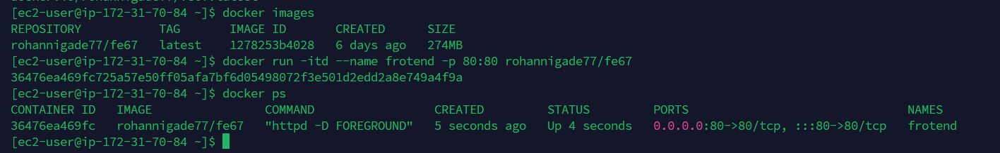 [ec2-user@ip-172-31-70-84 ~]$ docker images
REPOSITORY TAG IMAGE ID CREATED SIZE
rohannigade77/fe67 latest 1278253b4028 6 days ago 274MB
[ec2-user@ip-172-31-70-84 ~]$ docker run -itd --name frotend -p 80:80 rohannigade77/fe67
36476ea469fc725a57e50ff05afa7bf6d05498072f3e501d2edd2a8e749a4f9a
[ec2-user@ip-172-31-70-84 ~]$ docker ps
CONTAINER ID IMAGE COMMAND CREATED STATUS PORTS NAMES
36476ea469fc rohannigade77/fe67 "httpd -D FOREGROUND" 5 seconds ago Up 4 seconds 0.0.0.0:80->80/tcp, :::80->80/tcp frotend
[ec2-user@ip-172-31-70-84 ~]$